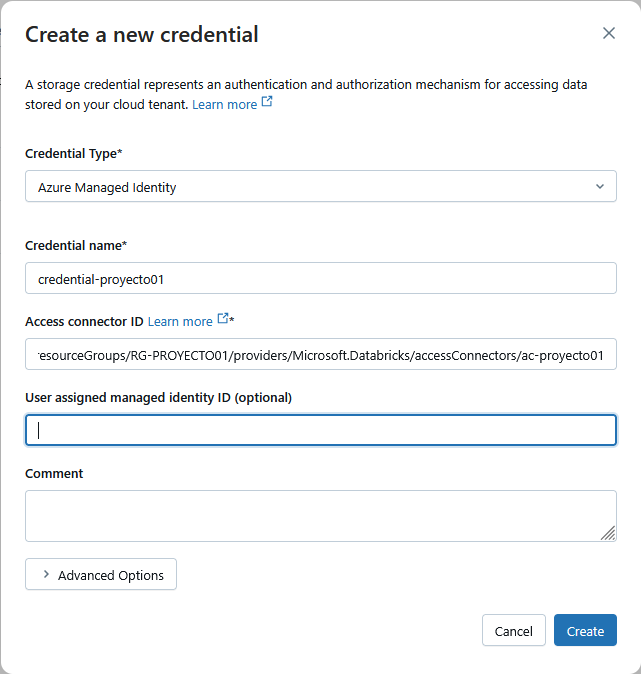 Create a new credential
A storage credential represents an authentication and authorization mechanism for accessing data
stored on your cloud tenant. Learn more
Credential Type*
Azure Managed Identity
Credential name*
credential-proyecto01
Access connector ID Learn more *
esourceGroups/RG-PROYECTO01/providers/Microsoft.Databricks/accessConnectors/ac-proyecto01
User assigned managed identity ID (optional)
Comment
Advanced Options
Cancel
Create